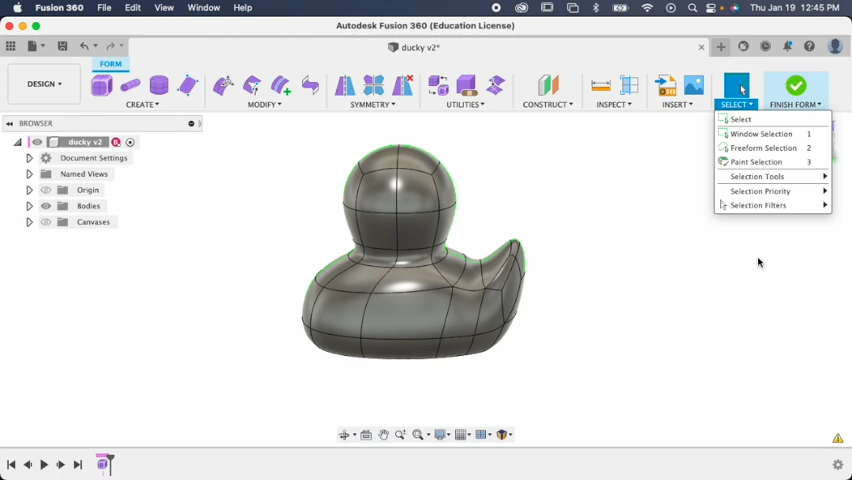 Fusion 360 File Edit View Window Help Thu Jan 19 12:45 PM
Autodesk Fusion 360 (Education License)
ducky v2*
FORM
DESIGN
CREATE MODIFY SYMMETRY UTILITIES CONSTRUCT INSPECT INSERT SELECT FINISH FORM
BROWSER
ducky v2
Document Settings
Named Views
Origin
Bodies
Canvases
Select
Window Selection 1
Freeform Selection 2
Paint Selection 3
Selection Tools
Selection Priority
Selection Filters